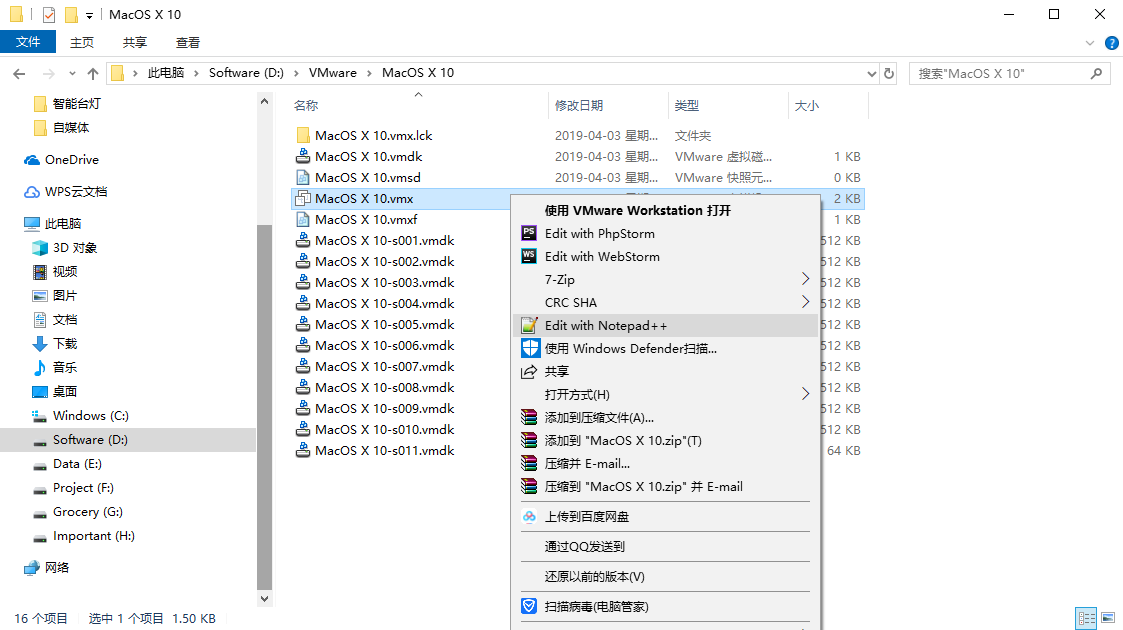 MacOS X 10
文件 主页 共享 查看
此电脑 Software (D:) VMware MacOS X 10 搜索"MacOS X 10"
智能台灯
自媒体
OneDrive
WPS云文档
此电脑
3D 对象
视频
图片
文档
下载
音乐
桌面
Windows (C:)
Software (D:)
Data (E:)
Project (F:)
Grocery (G:)
Important (H:)
网络
名称 修改日期 类型 大小
MacOS X 10.vmx.lck 2019-04-03 星期... 文件夹
MacOS X 10.vmdk 2019-04-03 星期... VMware 虚拟磁... 1 KB
MacOS X 10.vmsd 2019-04-03 星期... VMware 快照元... 0 KB
MacOS X 10.vmx 2 KB
MacOS X 10.vmxf 1 KB
MacOS X 10-s001.vmdk 512 KB
MacOS X 10-s002.vmdk 512 KB
MacOS X 10-s003.vmdk 512 KB
MacOS X 10-s004.vmdk 512 KB
MacOS X 10-s005.vmdk 512 KB
MacOS X 10-s006.vmdk 512 KB
MacOS X 10-s007.vmdk 512 KB
MacOS X 10-s008.vmdk 512 KB
MacOS X 10-s009.vmdk 512 KB
MacOS X 10-s010.vmdk 512 KB
MacOS X 10-s011.vmdk 64 KB
使用 VMware Workstation 打开
PS Edit with PhpStorm
WS Edit with WebStorm
7-Zip
CRC SHA
Edit with Notepad++
使用 Windows Defender扫描...
共享
打开方式(H)
添加到压缩文件(A)...
添加到 "MacOS X 10.zip"(T)
压缩并 E-mail...
压缩到 "MacOS X 10.zip" 并 E-mail
上传到百度网盘
通过QQ发送到
还原以前的版本(V)
扫描病毒(电脑管家)
16 个项目 选中 1 个项目 1.50 KB